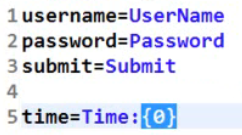 1 username=UserName
2 password=Password
3 submit=Submit
4
5 time=Time:{0}